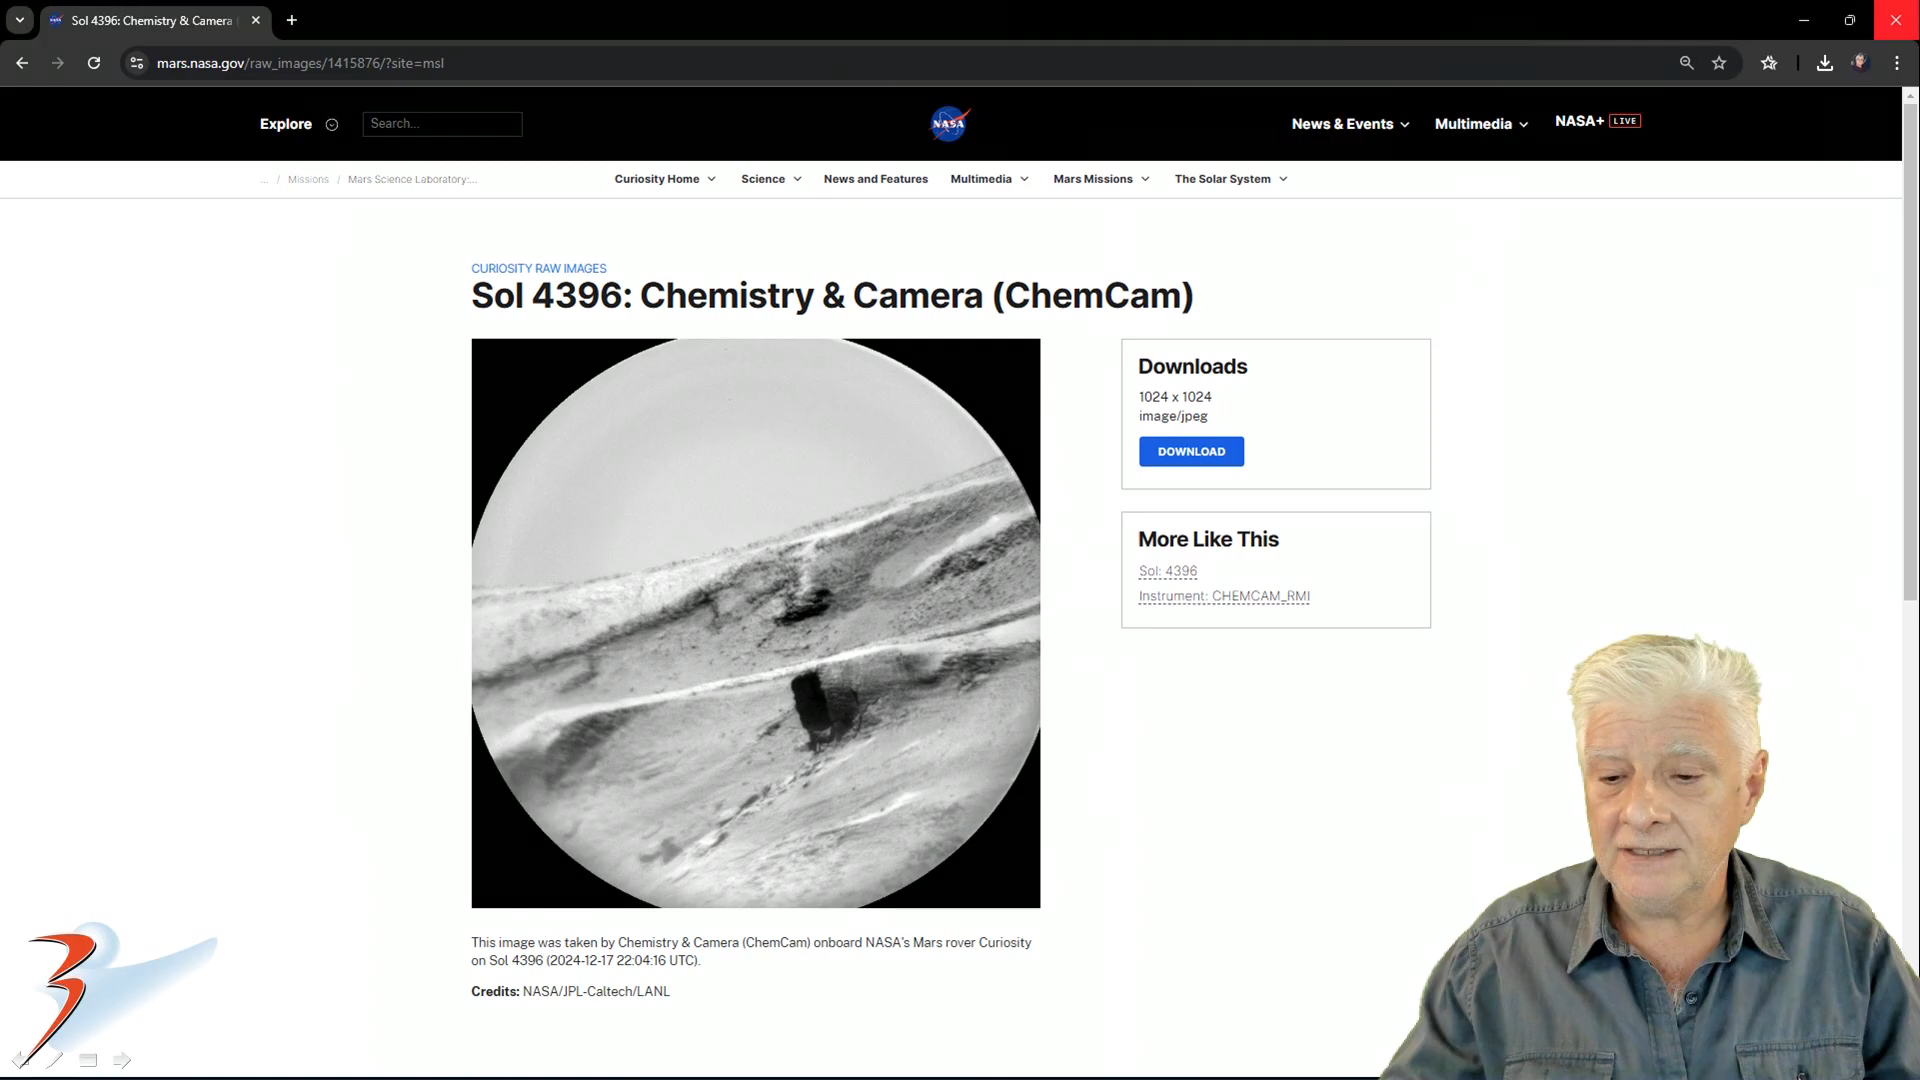 Sol 4396: Chemistry & Camera
mars.nasa.gov/raw_images/1415876/?site=msl
Explore
Search...
NASA
News & Events
Multimedia
NASA+ LIVE
... / Missions / Mars Science Laboratory:...
Curiosity Home
Science
News and Features
Multimedia
Mars Missions
The Solar System
CURIOSITY RAW IMAGES
Sol 4396: Chemistry & Camera (ChemCam)
Downloads
1024 x 1024
image/jpeg
DOWNLOAD
More Like This
Sol: 4396
Instrument: CHEMCAM_RMI
This image was taken by Chemistry & Camera (ChemCam) onboard NASA's Mars rover Curiosity
on Sol 4396 (2024-12-17 22:04:16 UTC).
Credits: NASA/JPL-Caltech/LANL